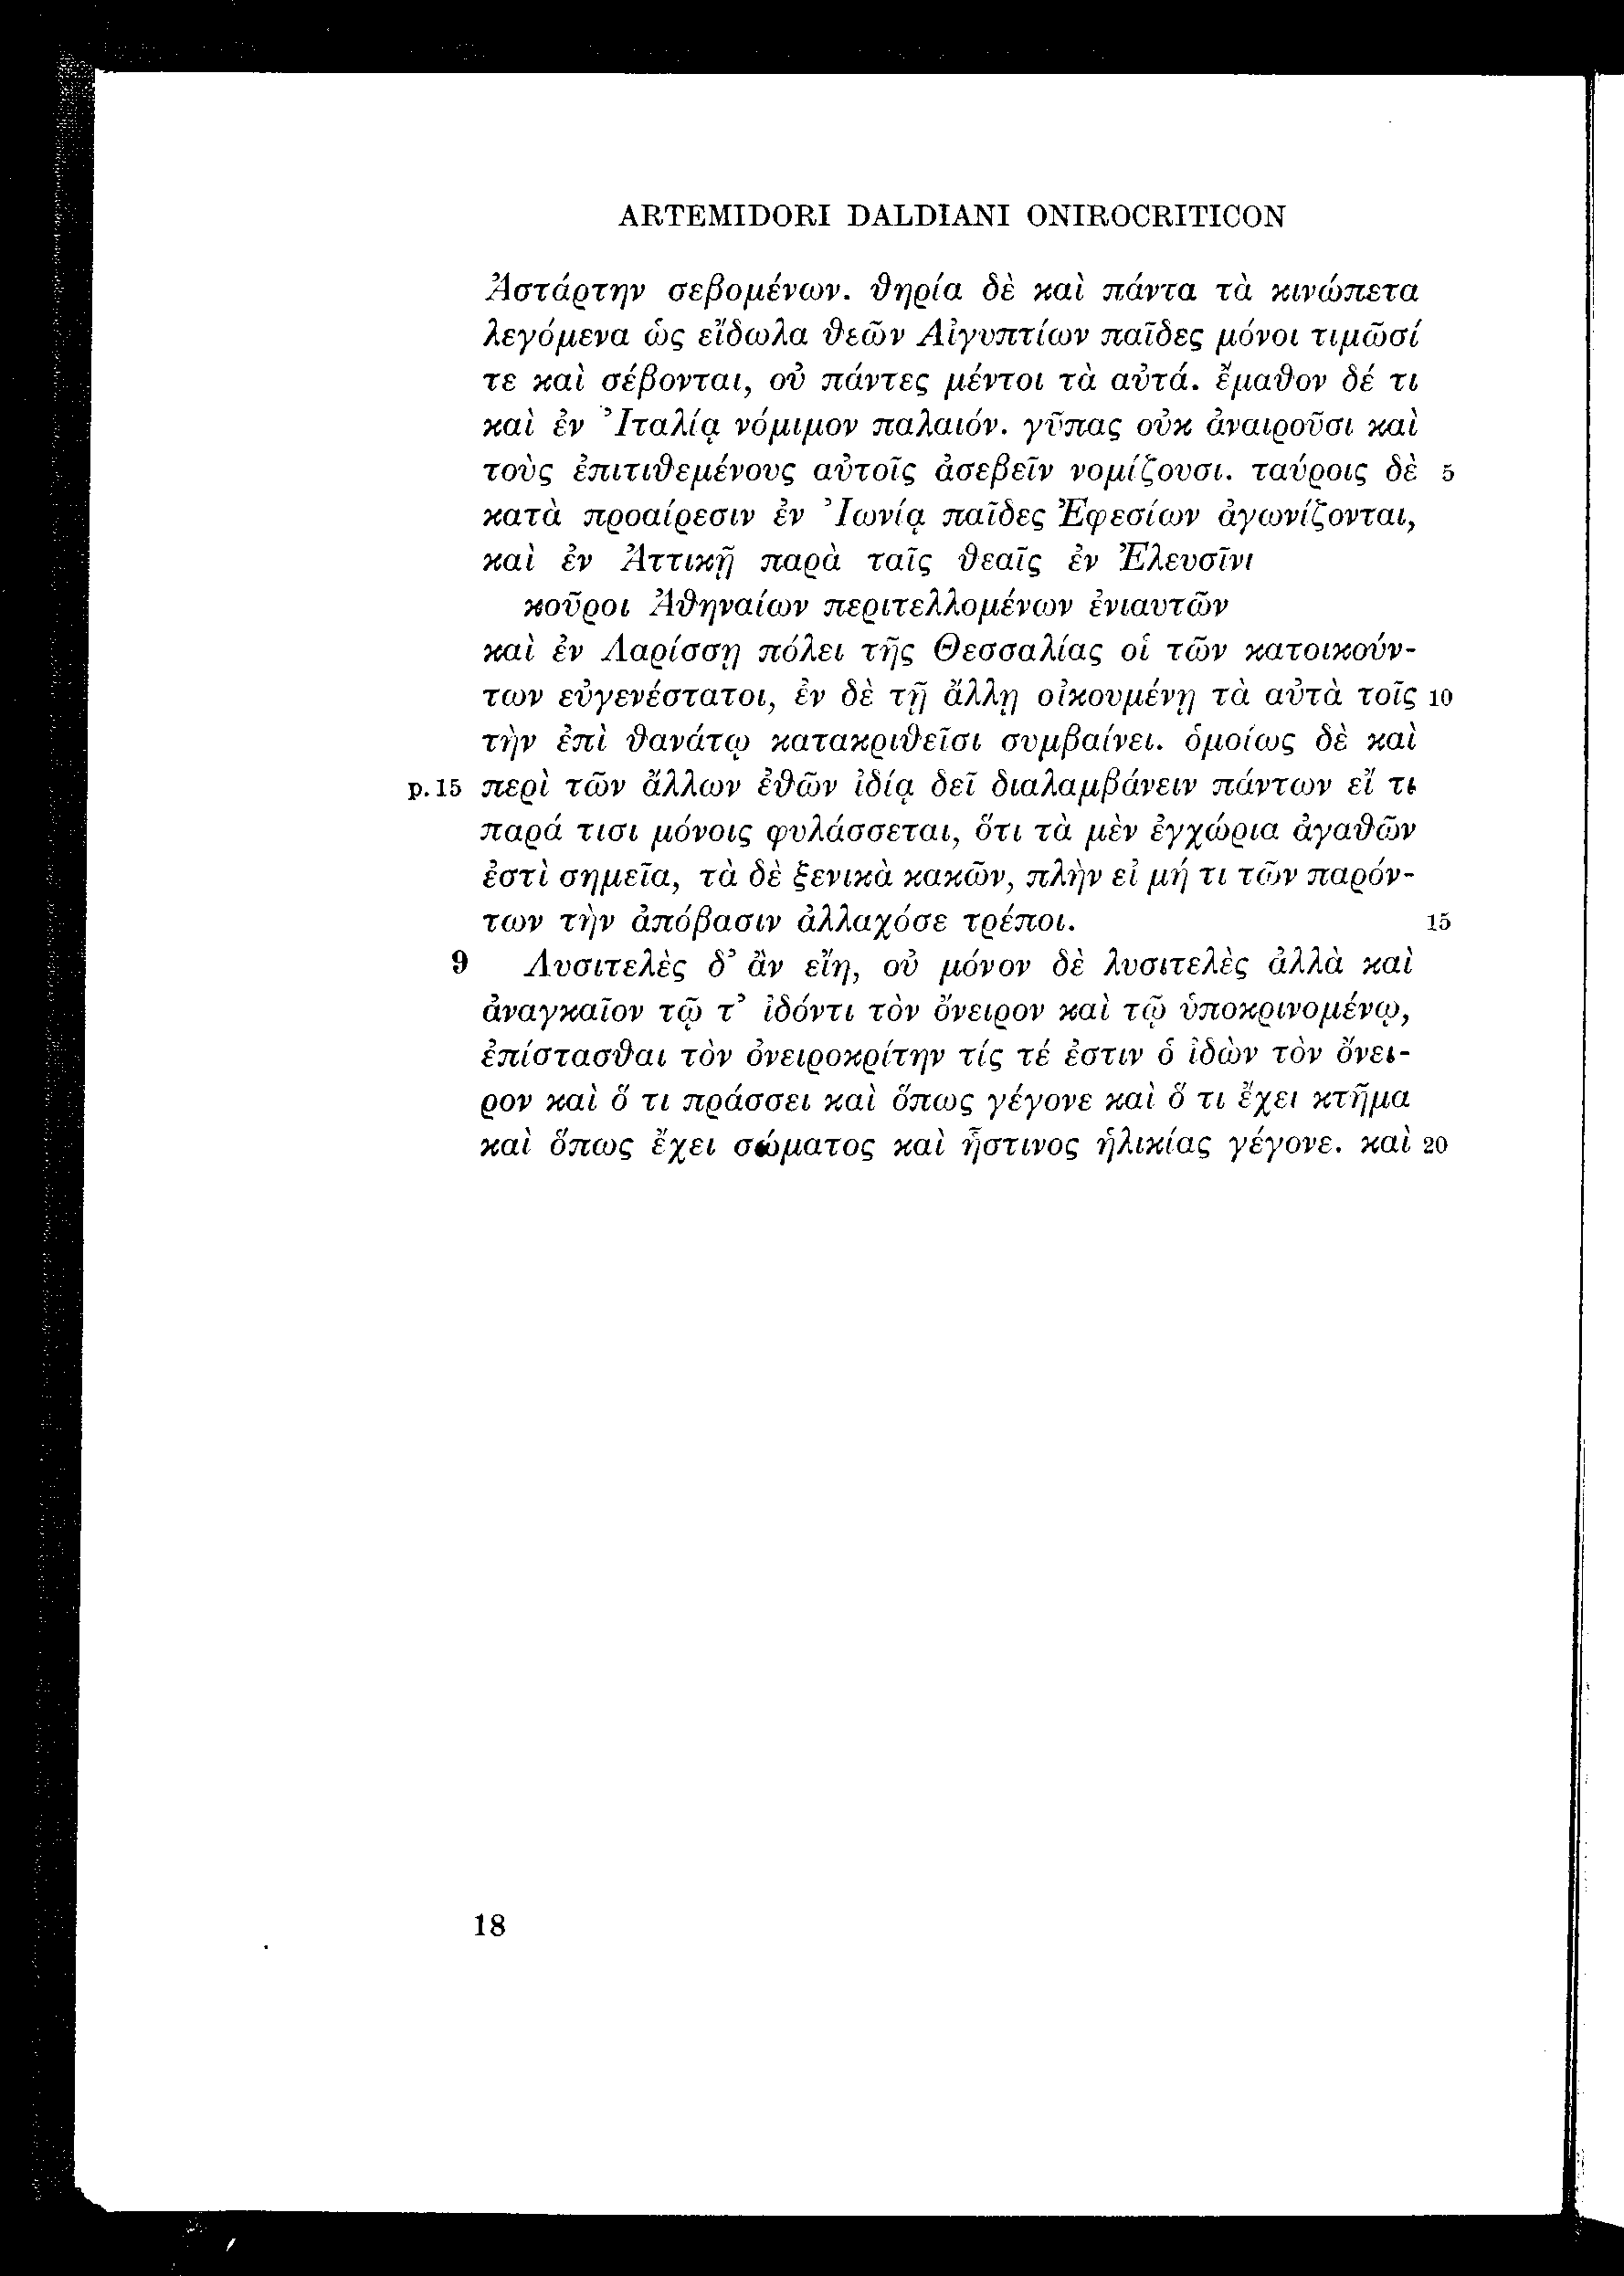 ARTEMIDORI DALDIANI ONIROCRITICON
Ἀστάρτην σεβομένων. θηρία δὲ καὶ πάντα τὰ κινώπετα
λεγόμενα ὡς εἴδωλα θεῶν Αἰγυπτίων παῖδες μόνοι τιμῶσί
τε καὶ σέβονται, οὐ πάντες μέντοι τὰ αὐτά. ἔμαθον δέ τι
καὶ ἐν Ἰταλίᾳ νόμιμον παλαιόν. γῦπας οὐκ ἀναιροῦσι καὶ
τοὺς ἐπιτιθεμένους αὐτοῖς ἀσεβεῖν νομίζουσι. ταύροις δὲ 5
κατὰ προαίρεσιν ἐν Ἰωνίᾳ παῖδες Ἐφεσίων ἀγωνίζονται,
καὶ ἐν Ἀττικῇ παρὰ ταῖς θεαῖς ἐν Ἐλευσῖνι
κοῦροι Ἀθηναίων περιτελλομένων ἐνιαυτῶν
καὶ ἐν Λαρίσσῃ πόλει τῆς Θεσσαλίας οἱ τῶν κατοικούν-
των εὐγενέστατοι, ἐν δὲ τῇ ἄλλῃ οἰκουμένῃ τὰ αὐτὰ τοῖς 10
τὴν ἐπὶ θανάτῳ κατακριθεῖσι συμβαίνει. ὁμοίως δὲ καὶ
p. 15 περὶ τῶν ἄλλων ἐθῶν ἰδίᾳ δεῖ διαλαμβάνειν πάντων εἴ τι
παρά τισι μόνοις φυλάσσεται, ὅτι τὰ μὲν ἐγχώρια ἀγαθῶν
ἐστὶ σημεῖα, τὰ δὲ ξενικὰ κακῶν, πλὴν εἰ μή τι τῶν παρόν-
των τὴν ἀπόβασιν ἀλλαχόσε τρέποι. 15
9 Λυσιτελὲς δ᾽ ἂν εἴη, οὐ μόνον δὲ λυσιτελὲς ἀλλὰ καὶ
ἀναγκαῖον τῷ τ᾽ ἰδόντι τὸν ὄνειρον καὶ τῷ ὑποκρινομένῳ,
ἐπίστασθαι τὸν ὀνειροκρίτην τίς τέ ἐστιν ὁ ἰδὼν τὸν ὄνει-
ρον καὶ ὅ τι πράσσει καὶ ὅπως γέγονε καὶ ὅ τι ἔχει κτῆμα
καὶ ὅπως ἔχει σώματος καὶ ἧστινος ἡλικίας γέγονε. καὶ 20
18